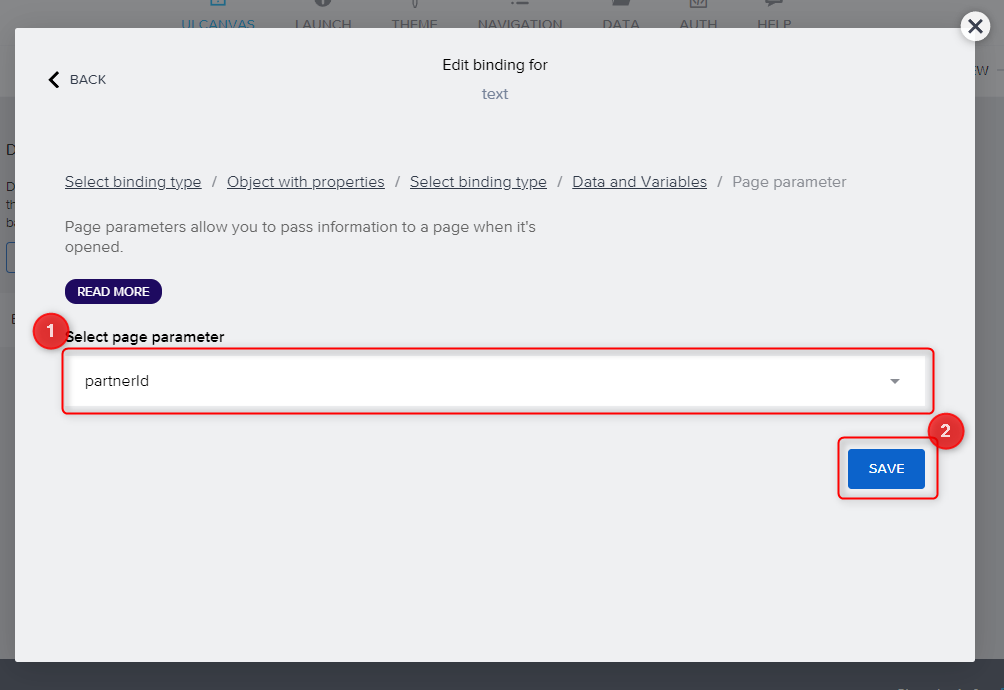 UI CANVAS LAUNCH THEME NAVIGATION DATA AUTH HELP
BACK
Edit binding for
text
Select binding type / Object with properties / Select binding type / Data and Variables / Page parameter
Page parameters allow you to pass information to a page when it's
opened.
READ MORE
1
Select page parameter
partnerId
2
SAVE